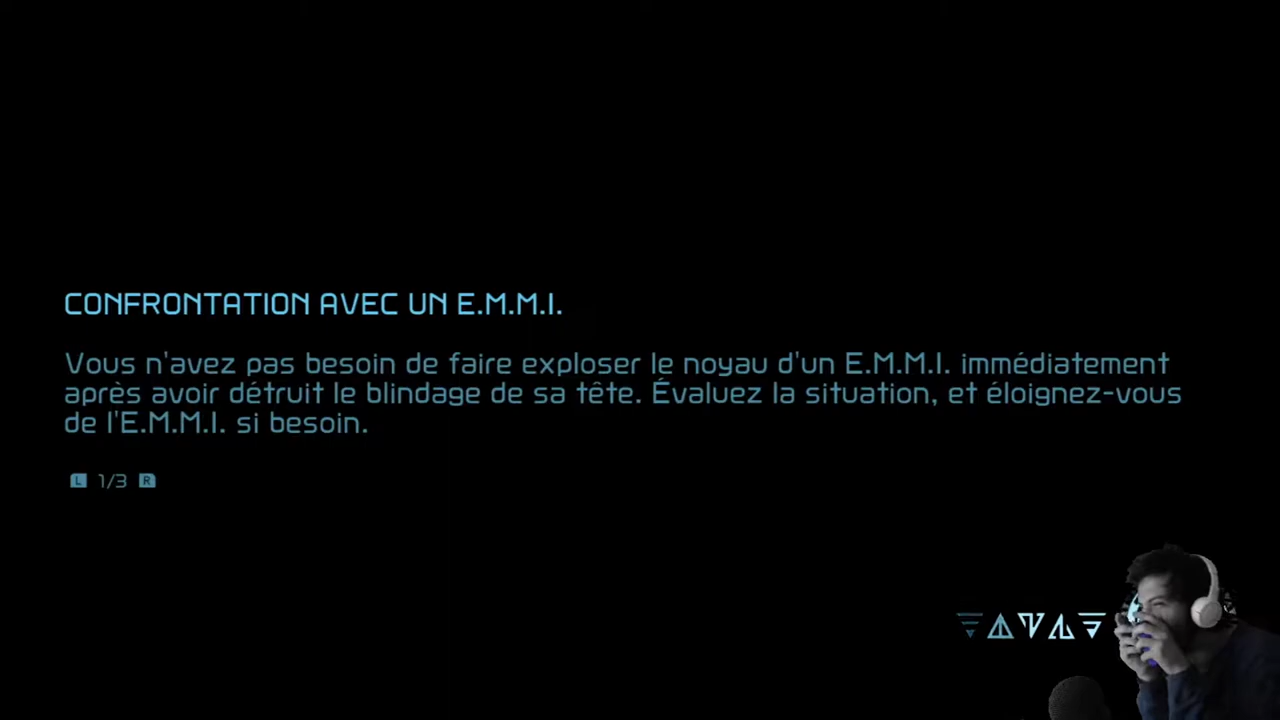 CONFRONTATION AVEC UN E.M.M.I.
Vous n'avez pas besoin de faire exploser le noyau d'un E.M.M.I. immédiatement
après avoir détruit le blindage de sa tête. Évaluez la situation, et éloignez-vous
de l'E.M.M.I. si besoin.
L 1/3 R